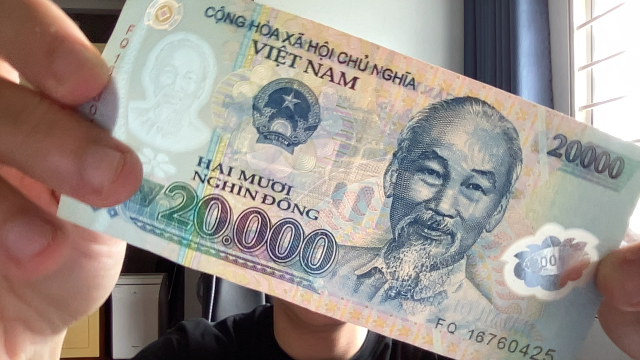 CỘNG HÒA XÃ HỘI CHỦ NGHĨA
VIỆT NAM
20000
HAI MƯƠI
NGHÌN ĐỒNG
20.000
FQ 16760425